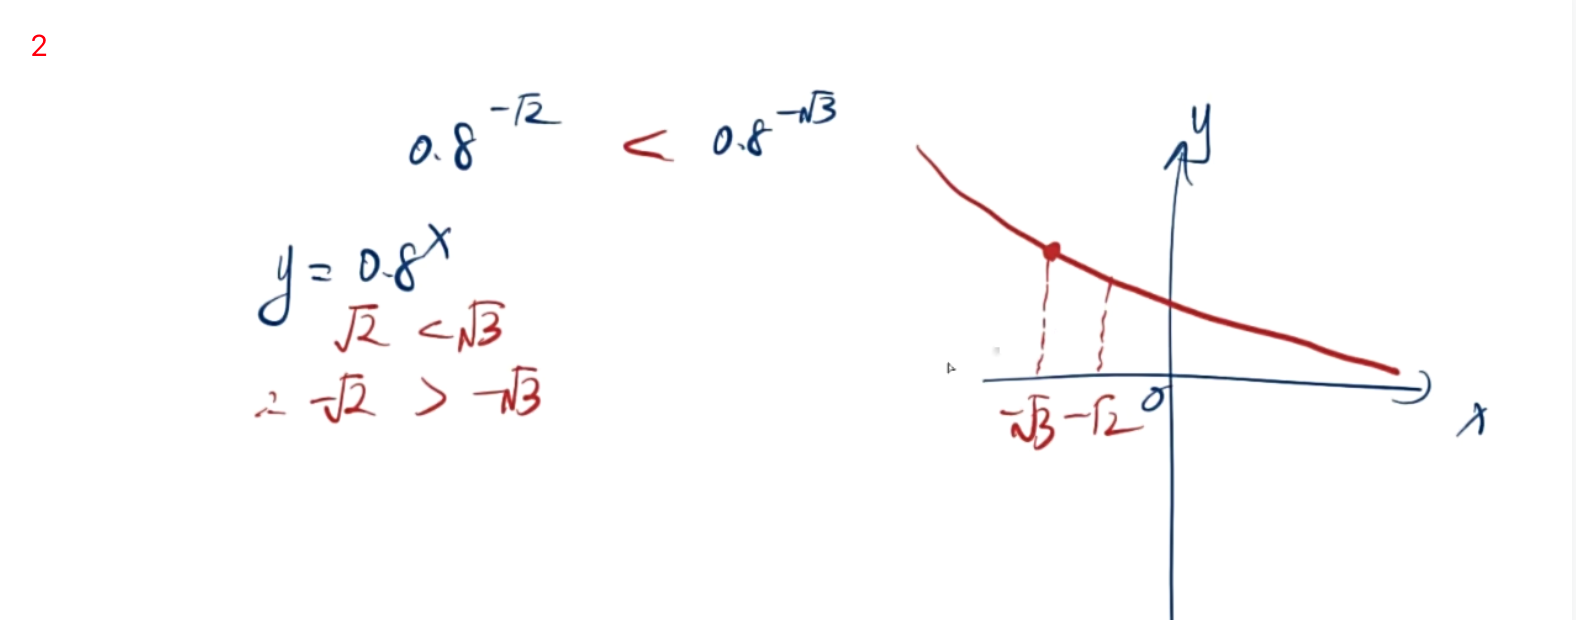 2
0.8^{-√2} < 0.8^{-√3}
y = 0.8^x
√2 < √3
∴ -√2 > -√3
y
-√3 -√2 0
x